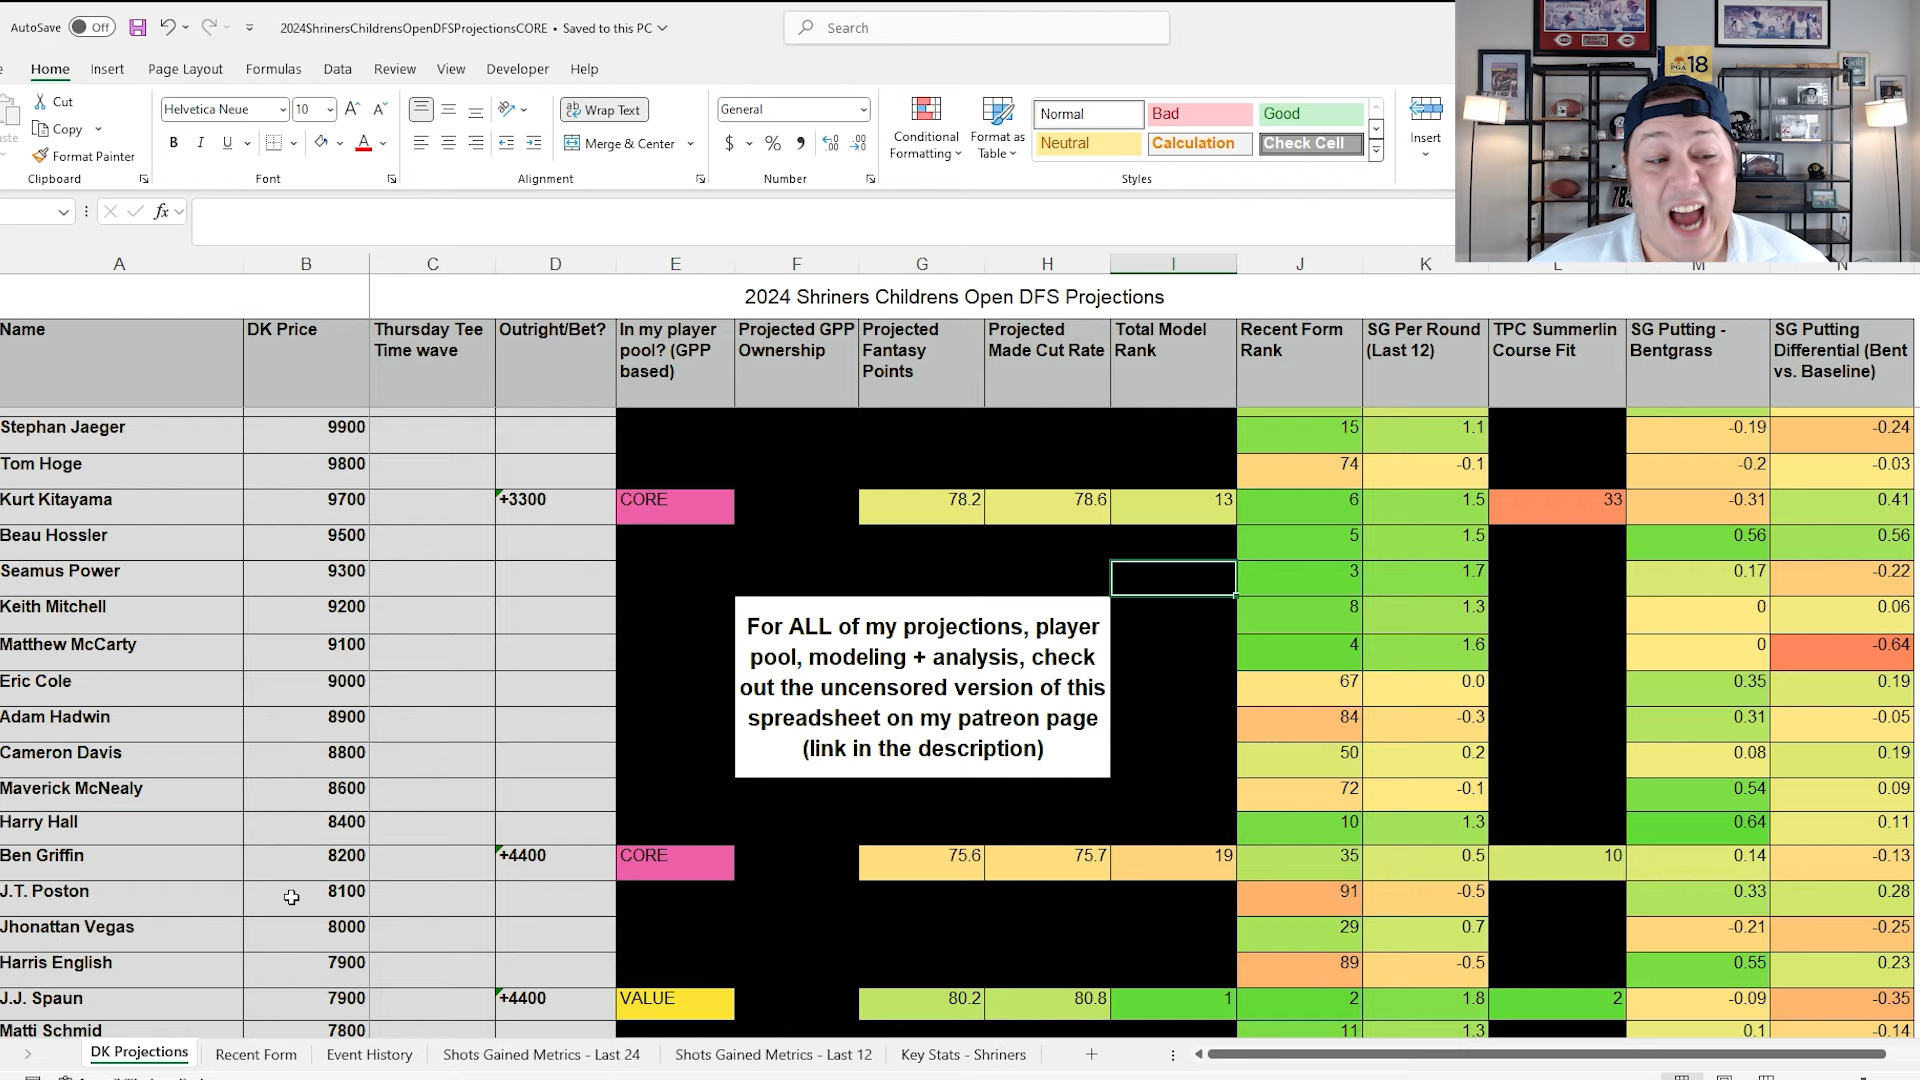 AutoSave Off 2024ShrinersChildrensOpenDFSProjectionsCORE • Saved to this PC Search
Home Insert Page Layout Formulas Data Review View Developer Help
Cut
Copy
Format Painter
Clipboard
Helvetica Neue 10
B I U A
Font
Wrap Text
Merge & Center
Alignment
General
$ % 9
Number
Conditional Formatting
Format as Table
Normal Bad Good
Neutral Calculation Check Cell
Styles
Insert
PGA 18
fx
A B C D E F G H I J K L M N
2024 Shriners Childrens Open DFS Projections
Name DK Price Thursday Tee Time wave Outright/Bet? In my player pool? (GPP based) Projected GPP Ownership Projected Fantasy Points Projected Made Cut Rate Total Model Rank Recent Form Rank SG Per Round (Last 12) TPC Summerlin Course Fit SG Putting - Bentgrass SG Putting Differential (Bent vs. Baseline)
Stephan Jaeger 9900 15 1.1 -0.19 -0.24
Tom Hoge 9800 74 -0.1 -0.2 -0.03
Kurt Kitayama 9700 +3300 CORE 78.2 78.6 13 6 1.5 33 -0.31 0.41
Beau Hossler 9500 5 1.5 0.56 0.56
Seamus Power 9300 3 1.7 0.17 -0.22
Keith Mitchell 9200 8 1.3 0 0.06
Matthew McCarty 9100 4 1.6 0 -0.64
Eric Cole 9000 67 0.0 0.35 0.19
Adam Hadwin 8900 84 -0.3 0.31 -0.05
Cameron Davis 8800 50 0.2 0.08 0.19
Maverick McNealy 8600 72 -0.1 0.54 0.09
Harry Hall 8400 10 1.3 0.64 0.11
Ben Griffin 8200 +4400 CORE 75.6 75.7 19 35 0.5 10 0.14 -0.13
J.T. Poston 8100 91 -0.5 0.33 0.28
Jhonattan Vegas 8000 29 0.7 -0.21 -0.25
Harris English 7900 89 -0.5 0.55 0.23
J.J. Spaun 7900 +4400 VALUE 80.2 80.8 1 2 1.8 2 -0.09 -0.35
Matti Schmid 7800 11 1.3 0.1 -0.14
For ALL of my projections, player
pool, modeling + analysis, check
out the uncensored version of this
spreadsheet on my patreon page
(link in the description)
DK Projections Recent Form Event History Shots Gained Metrics - Last 24 Shots Gained Metrics - Last 12 Key Stats - Shriners